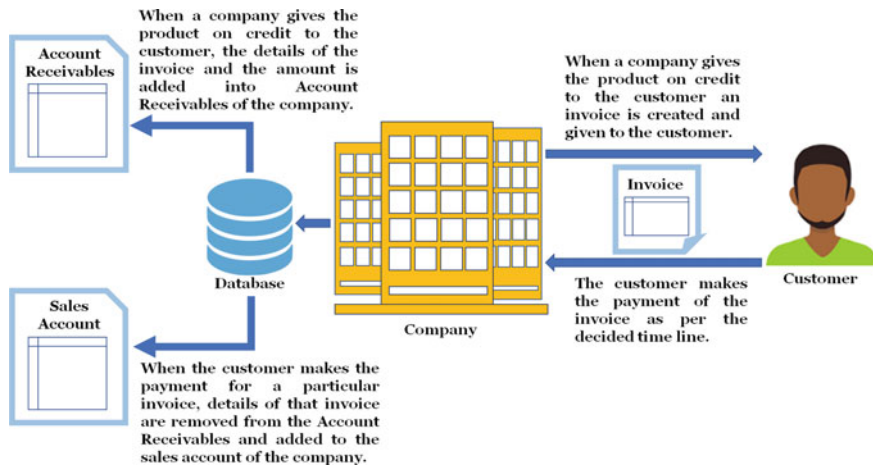 When a company gives the
product on credit to the
customer, the details of the
invoice and the amount is
added into Account
Receivables of the company.
Account
Receivables
When a company gives
the product on credit
to the customer an
invoice is created and
given to the customer.
Invoice
Database
Customer
Company
The customer makes
the payment of the
invoice as per the
decided time line.
Sales
Account
When the customer makes the
payment for a particular
invoice, details of that invoice
are removed from the Account
Receivables and added to the
sales account of the company.